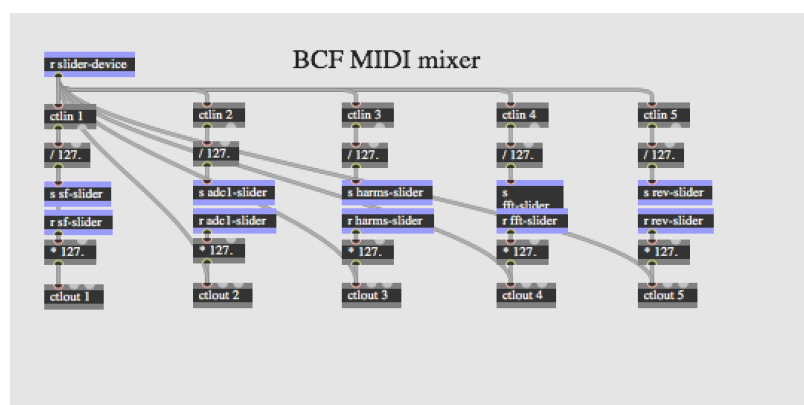 BCF MIDI mixer
r slider-device
ctlin 1
ctlin 2
ctlin 3
ctlin 4
ctlin 5
/ 127.
/ 127.
/ 127.
/ 127.
/ 127.
s sf-slider
s adc1-slider
s harms-slider
s
fft-slider
s rev-slider
r sf-slider
r adc1-slider
r harms-slider
r fft-slider
r rev-slider
* 127.
* 127.
* 127.
* 127.
* 127.
ctlout 1
ctlout 2
ctlout 3
ctlout 4
ctlout 5